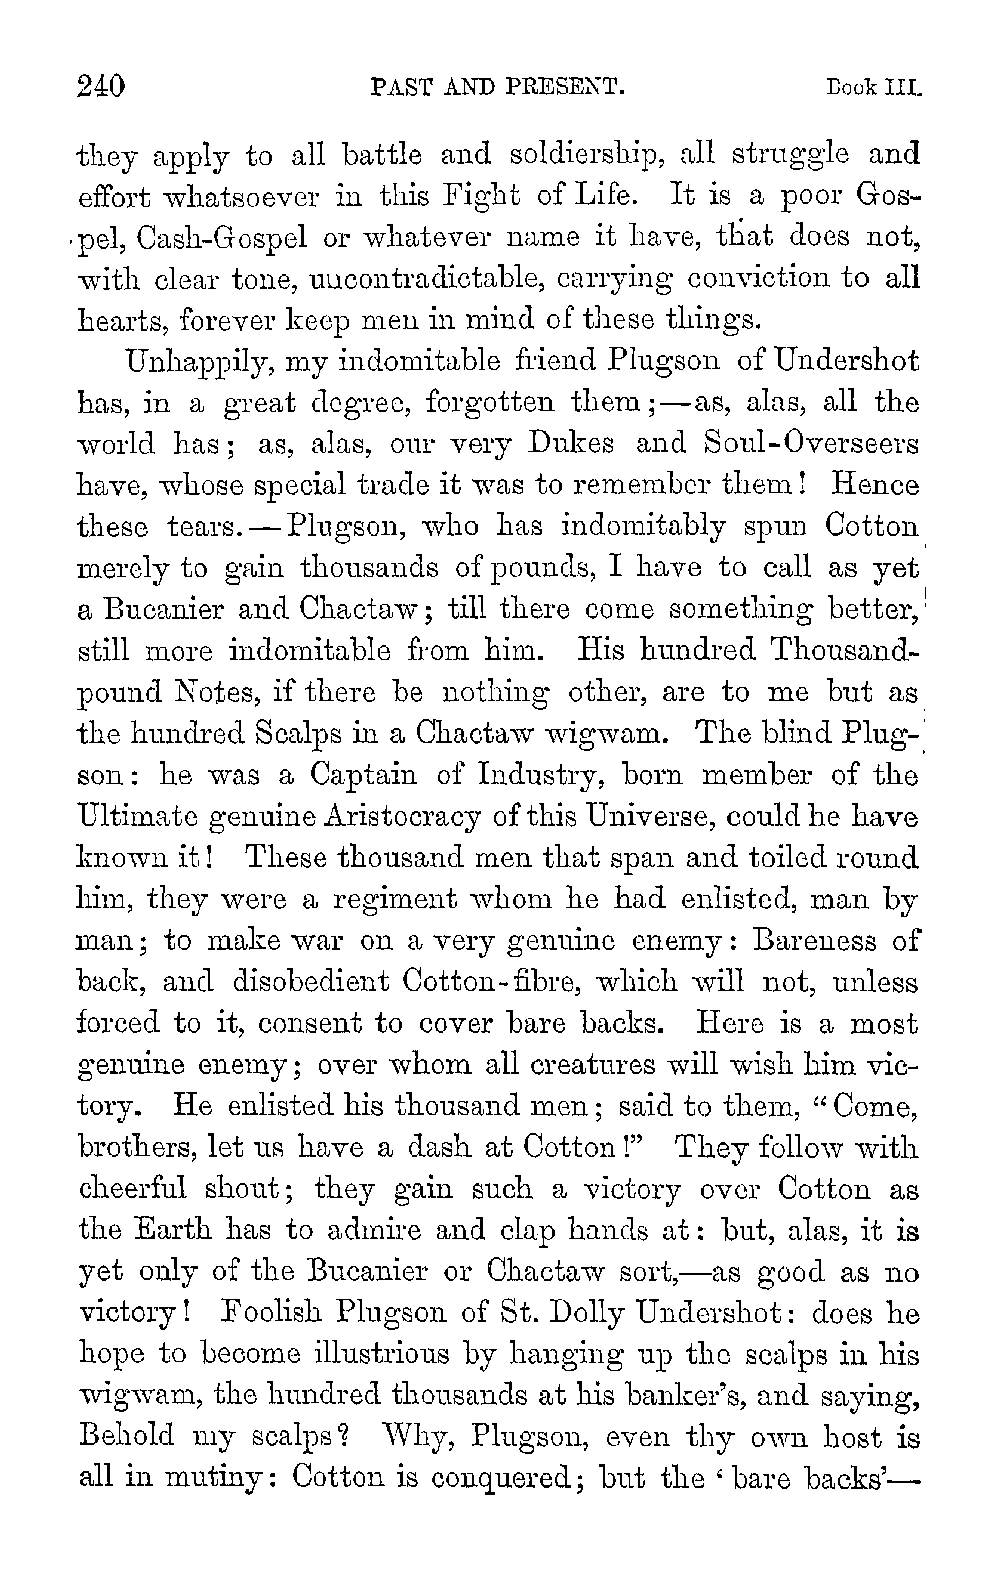 240 PAST AND PRESENT. Book III.
they apply to all battle and soldiership, all struggle and
effort whatsoever in this Fight of Life. It is a poor Gos-
pel, Cash-Gospel or whatever name it have, that does not,
with clear tone, uncontradictable, carrying conviction to all
hearts, forever keep men in mind of these things.
Unhappily, my indomitable friend Plugson of Undershot
has, in a great degree, forgotten them;—as, alas, all the
world has; as, alas, our very Dukes and Soul-Overseers
have, whose special trade it was to remember them! Hence
these tears.—Plugson, who has indomitably spun Cotton
merely to gain thousands of pounds, I have to call as yet
a Bucanier and Chactaw; till there come something better,
still more indomitable from him. His hundred Thousand-
pound Notes, if there be nothing other, are to me but as
the hundred Scalps in a Chactaw wigwam. The blind Plug-
son: he was a Captain of Industry, born member of the
Ultimate genuine Aristocracy of this Universe, could he have
known it! These thousand men that span and toiled round
him, they were a regiment whom he had enlisted, man by
man; to make war on a very genuine enemy: Bareness of
back, and disobedient Cotton-fibre, which will not, unless
forced to it, consent to cover bare backs. Here is a most
genuine enemy; over whom all creatures will wish him vic-
tory. He enlisted his thousand men; said to them, “Come,
brothers, let us have a dash at Cotton!” They follow with
cheerful shout; they gain such a victory over Cotton as
the Earth has to admire and clap hands at: but, alas, it is
yet only of the Bucanier or Chactaw sort,—as good as no
victory! Foolish Plugson of St. Dolly Undershot: does he
hope to become illustrious by hanging up the scalps in his
wigwam, the hundred thousands at his banker’s, and saying,
Behold my scalps? Why, Plugson, even thy own host is
all in mutiny: Cotton is conquered; but the ‘bare backs’—